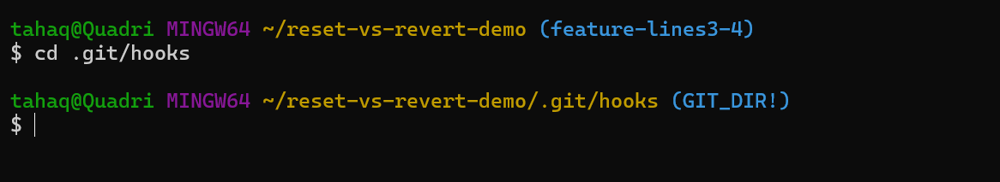 tahaq@Quadri MINGW64 ~/reset-vs-revert-demo (feature-lines3-4)
$ cd .git/hooks
tahaq@Quadri MINGW64 ~/reset-vs-revert-demo/.git/hooks (GIT_DIR!)
$